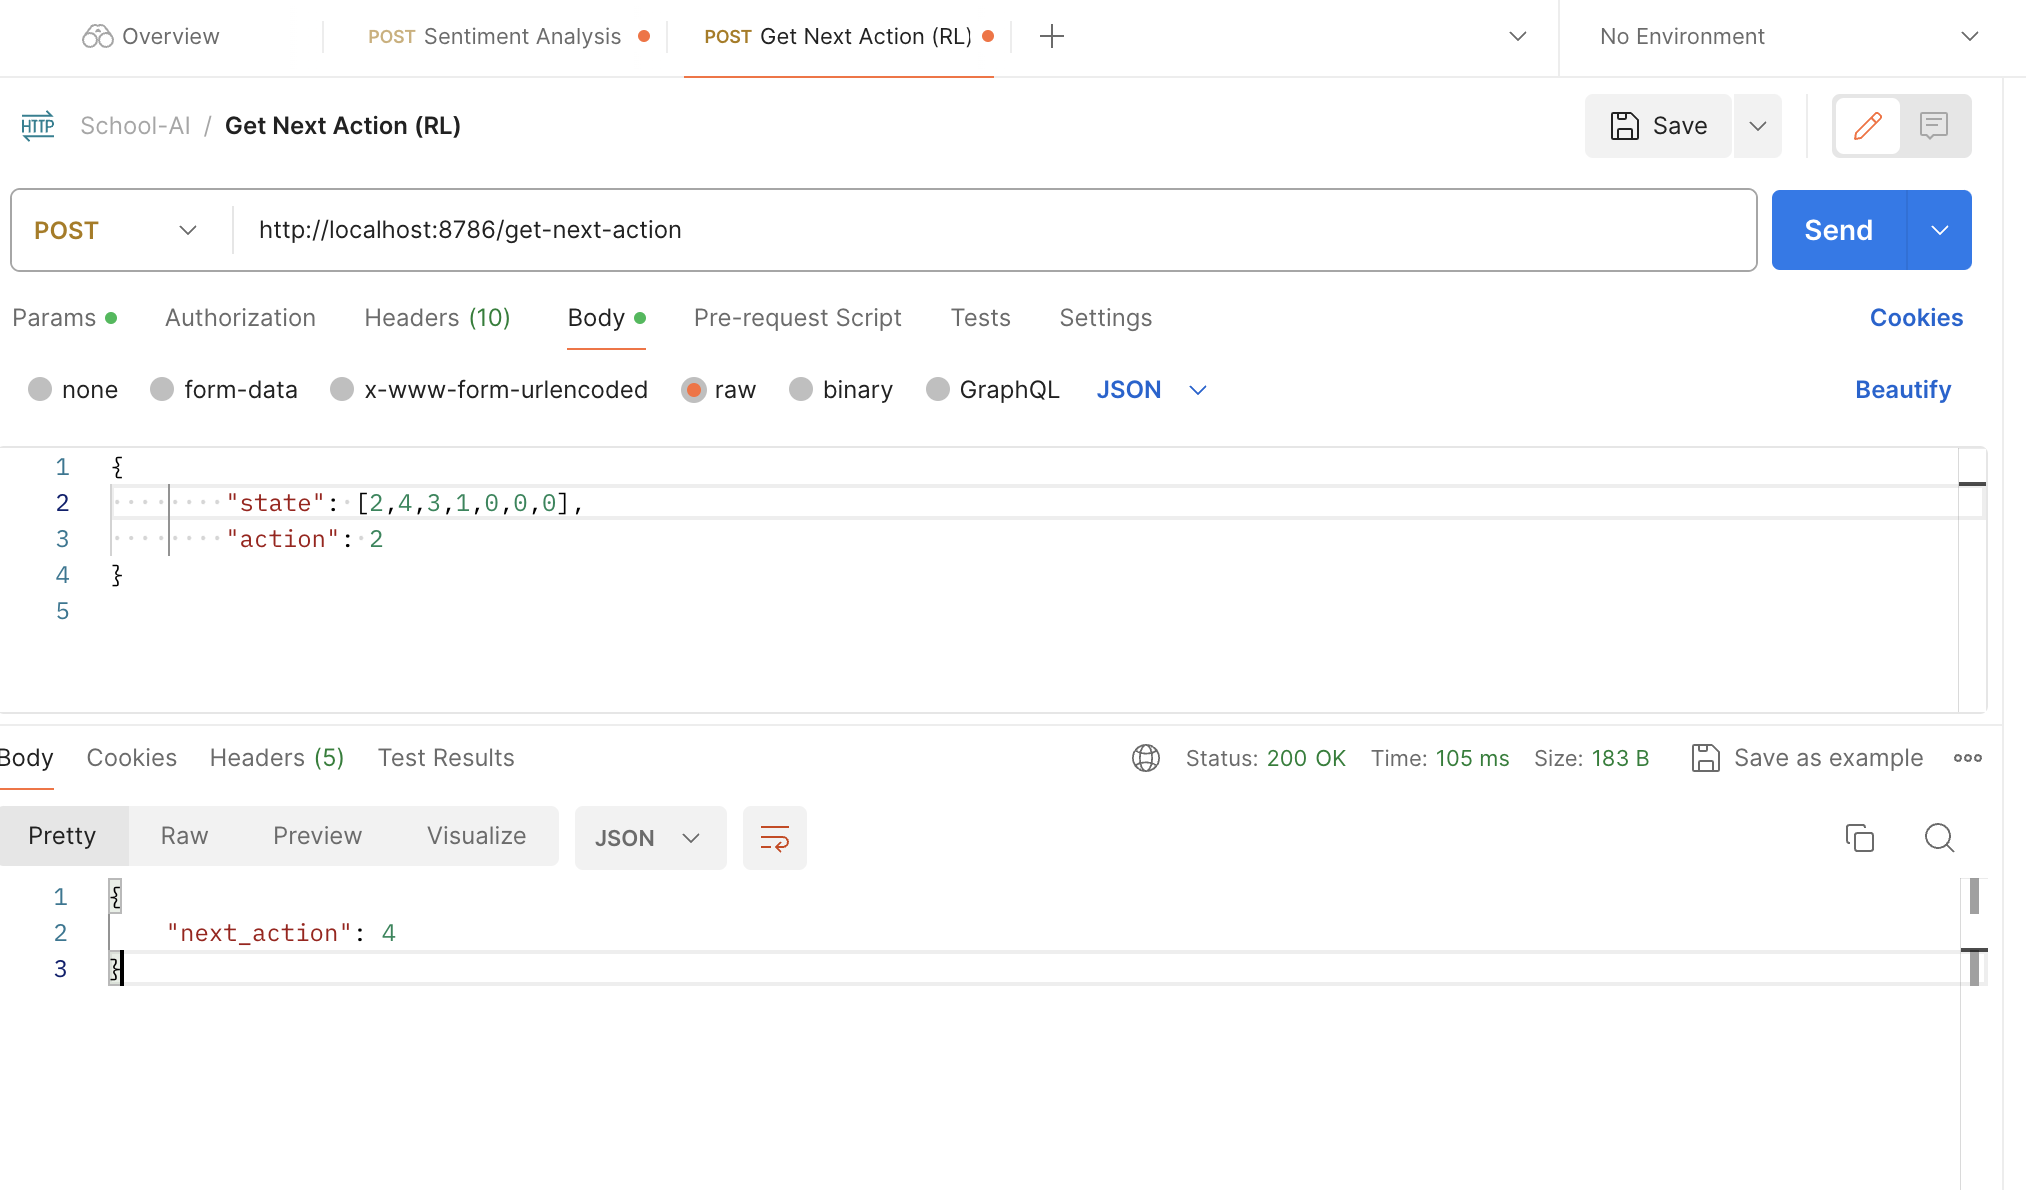 Overview POST Sentiment Analysis POST Get Next Action (RL) No Environment
HTTP School-AI / Get Next Action (RL) Save
POST http://localhost:8786/get-next-action Send
Params Authorization Headers (10) Body Pre-request Script Tests Settings Cookies
none form-data x-www-form-urlencoded raw binary GraphQL JSON Beautify
1 {
2 "state": [2,4,3,1,0,0,0],
3 "action": 2
4 }
5
Body Cookies Headers (5) Test Results Status: 200 OK Time: 105 ms Size: 183 B Save as example
Pretty Raw Preview Visualize JSON
1 {
2 "next_action": 4
3 }